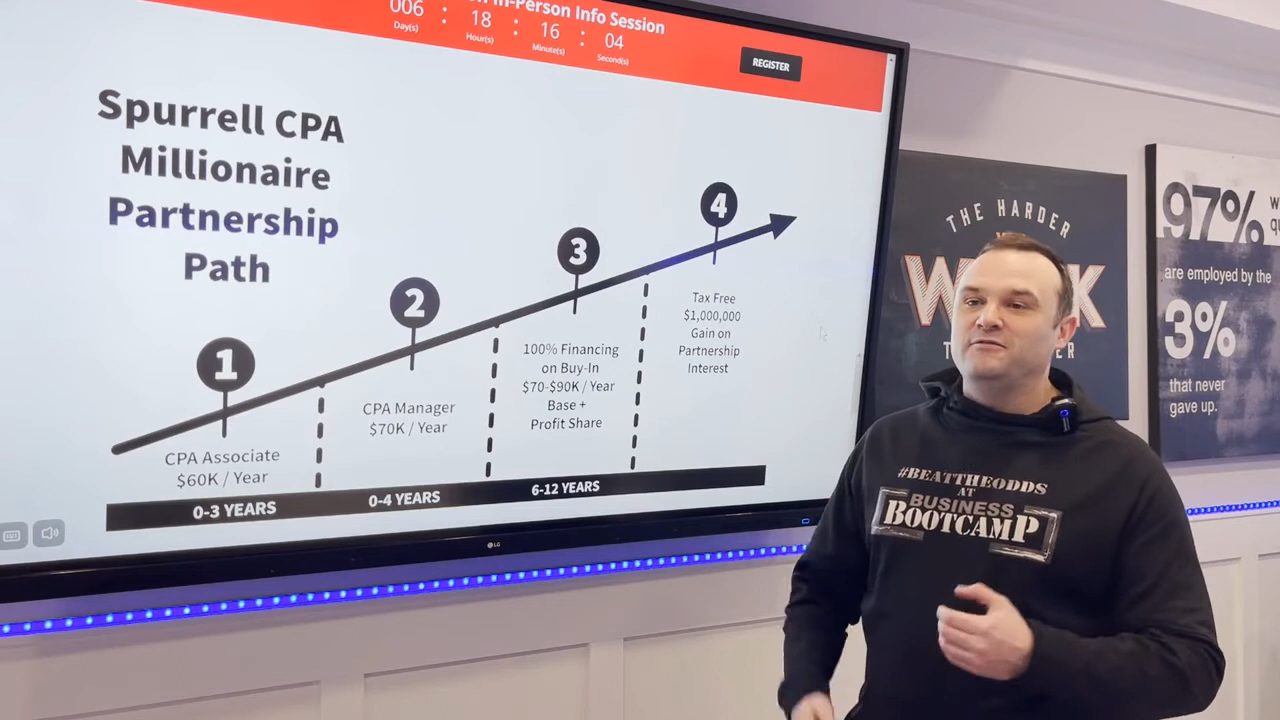 In-Person Info Session
006 : 18 : 16 : 04
Day(s) Hour(s) Minute(s) Second(s)
REGISTER
Spurrell CPA
Millionaire
Partnership
Path
1
CPA Associate
$60K / Year
2
CPA Manager
$70K / Year
3
100% Financing
on Buy-In
$70-$90K / Year
Base +
Profit Share
4
Tax Free
$1,000,000
Gain on
Partnership
Interest
0-3 YEARS
0-4 YEARS
6-12 YEARS
LG
THE HARDER
97%
are employed by the
3%
that never
gave up.
#BEATTHEODDS
AT
BUSINESS
BOOTCAMP